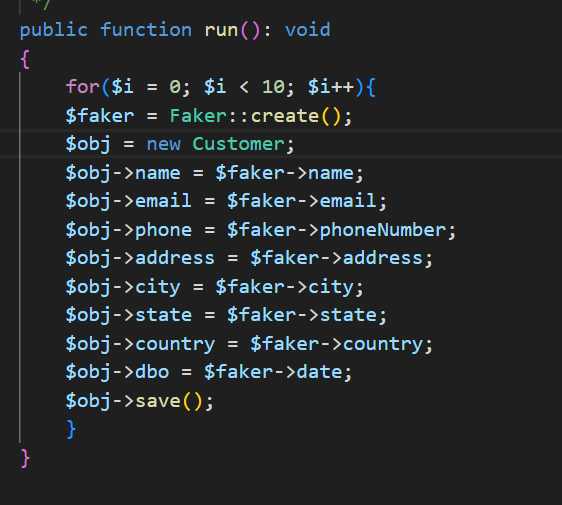 */
public function run(): void
{
for($i = 0; $i < 10; $i++){
$faker = Faker::create();
$obj = new Customer;
$obj->name = $faker->name;
$obj->email = $faker->email;
$obj->phone = $faker->phoneNumber;
$obj->address = $faker->address;
$obj->city = $faker->city;
$obj->state = $faker->state;
$obj->country = $faker->country;
$obj->dbo = $faker->date;
$obj->save();
}
}